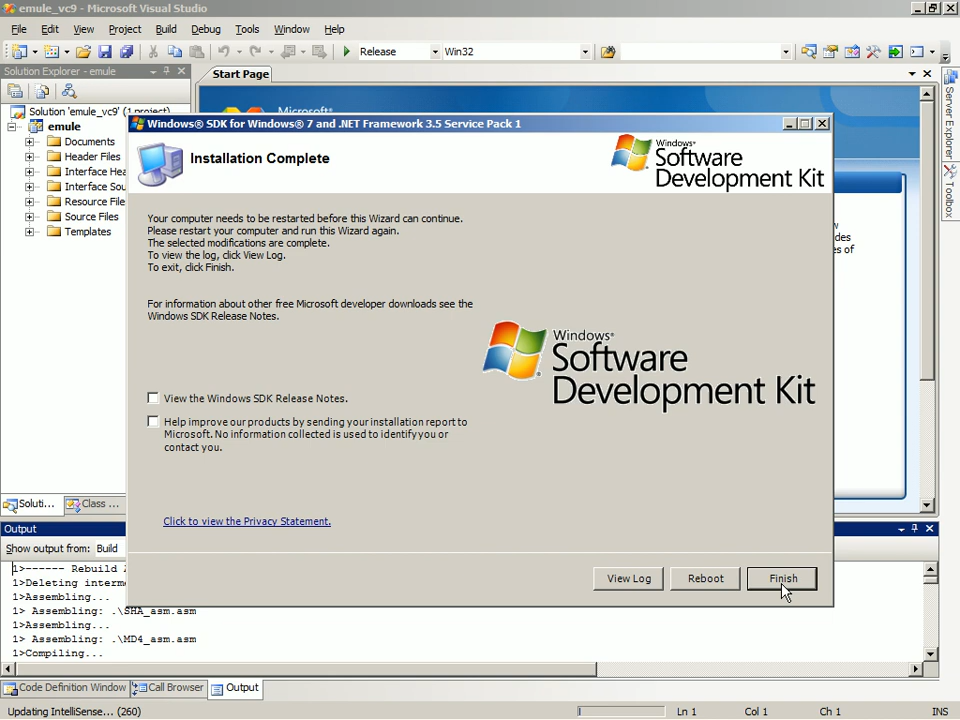 emule_vc9 - Microsoft Visual Studio
File Edit View Project Build Debug Tools Window Help
Release Win32
Solution Explorer - emule
Start Page
Solution 'emule_vc9' (1 project)
emule
Documents
Header Files
Interface Hea
Interface Sou
Resource File
Source Files
Templates
Microsoft®
Server Explorer
Toolbox
Windows® SDK for Windows® 7 and .NET Framework 3.5 Service Pack 1
Installation Complete
Windows®
Software
Development Kit
Your computer needs to be restarted before this Wizard can continue.
Please restart your computer and run this Wizard again.
The selected modifications are complete.
To view the log, click View Log.
To exit, click Finish.
For information about other free Microsoft developer downloads see the
Windows SDK Release Notes.
Windows®
Software
Development Kit
View the Windows SDK Release Notes.
Help improve our products by sending your installation report to
Microsoft. No information collected is used to identify you or
contact you.
Click to view the Privacy Statement.
View Log Reboot Finish
w
des
es of
Soluti... Class ...
Output
Show output from: Build
1>------ Rebuild
1>Deleting interme
1>Assembling...
1> Assembling: .\SHA_asm.asm
1>Assembling...
1> Assembling: .\MD4_asm.asm
1>Compiling...
Code Definition Window Call Browser Output
Updating IntelliSense... (260) Ln 1 Col 1 Ch 1 INS